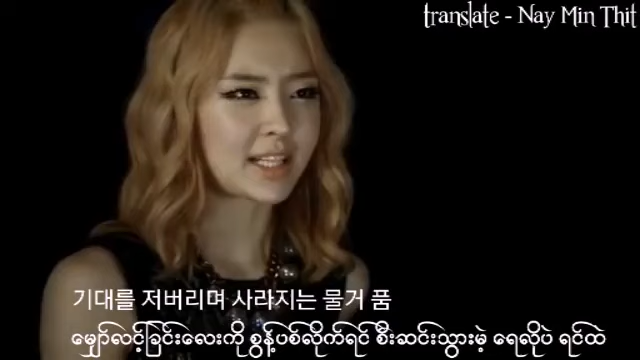 translate - Nay Min Thit
기대를 저버리며 사라지는 물거 품
မျှော်လင့်ခြင်းလေးကို စွန့်ပစ်လိုက်ရင် စီးဆင်းသွားမဲ့ ရေလိုပဲ ရင်ထဲ